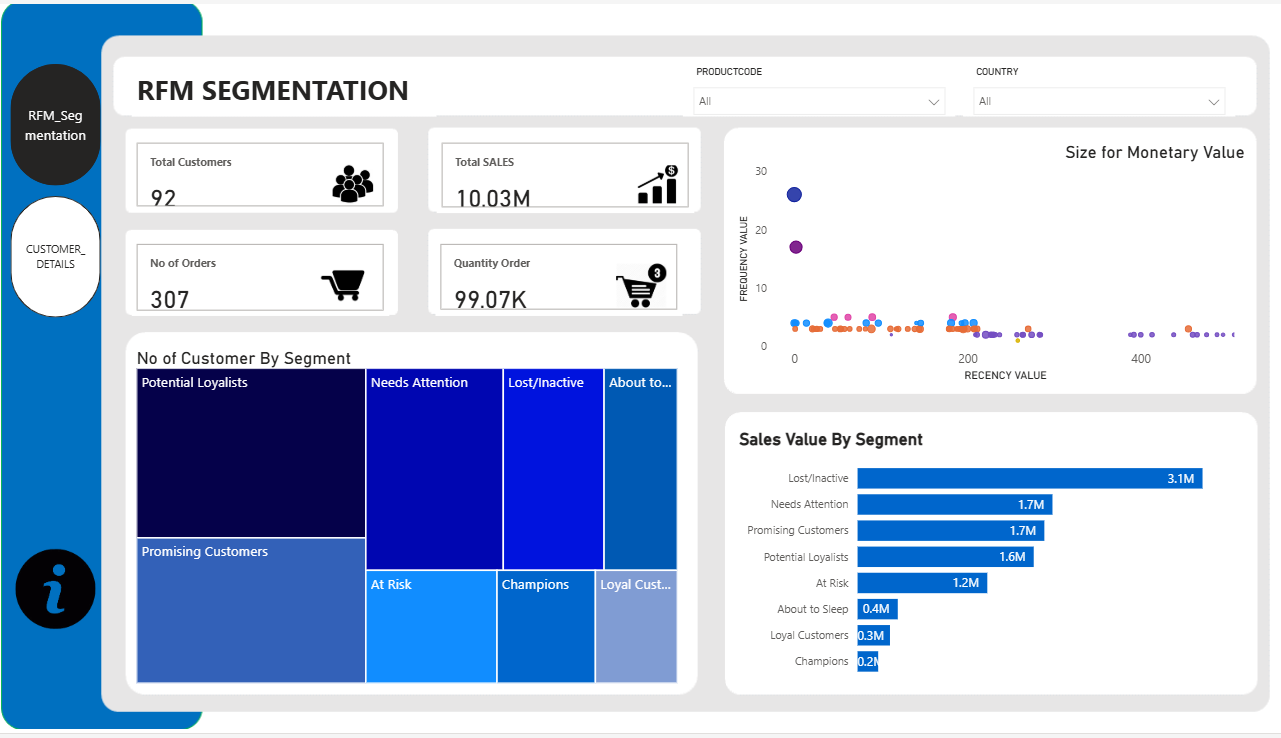 RFM_Seg
mentation
CUSTOMER_
DETAILS
i
RFM SEGMENTATION
PRODUCTCODE
All
COUNTRY
All
Total Customers
92
Total SALES
10.03M
$
No of Orders
307
Quantity Order
99.07K
3
No of Customer By Segment
Potential Loyalists
Needs Attention
Lost/Inactive
About to...
Promising Customers
At Risk
Champions
Loyal Cust...
Size for Monetary Value
FREQUENCY VALUE
30
20
10
0
0
200
400
RECENCY VALUE
Sales Value By Segment
Lost/Inactive 3.1M
Needs Attention 1.7M
Promising Customers 1.7M
Potential Loyalists 1.6M
At Risk 1.2M
About to Sleep 0.4M
Loyal Customers 0.3M
Champions 0.2M